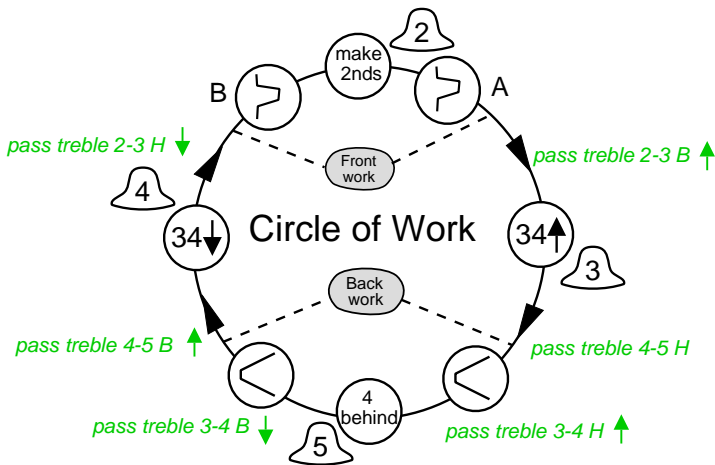 2
make
2nds
B
A
pass treble 2-3 H
pass treble 2-3 B
Front
work
4
34
Circle of Work
34
3
Back
work
pass treble 4-5 B
pass treble 4-5 H
4
behind
pass treble 3-4 B
pass treble 3-4 H
5